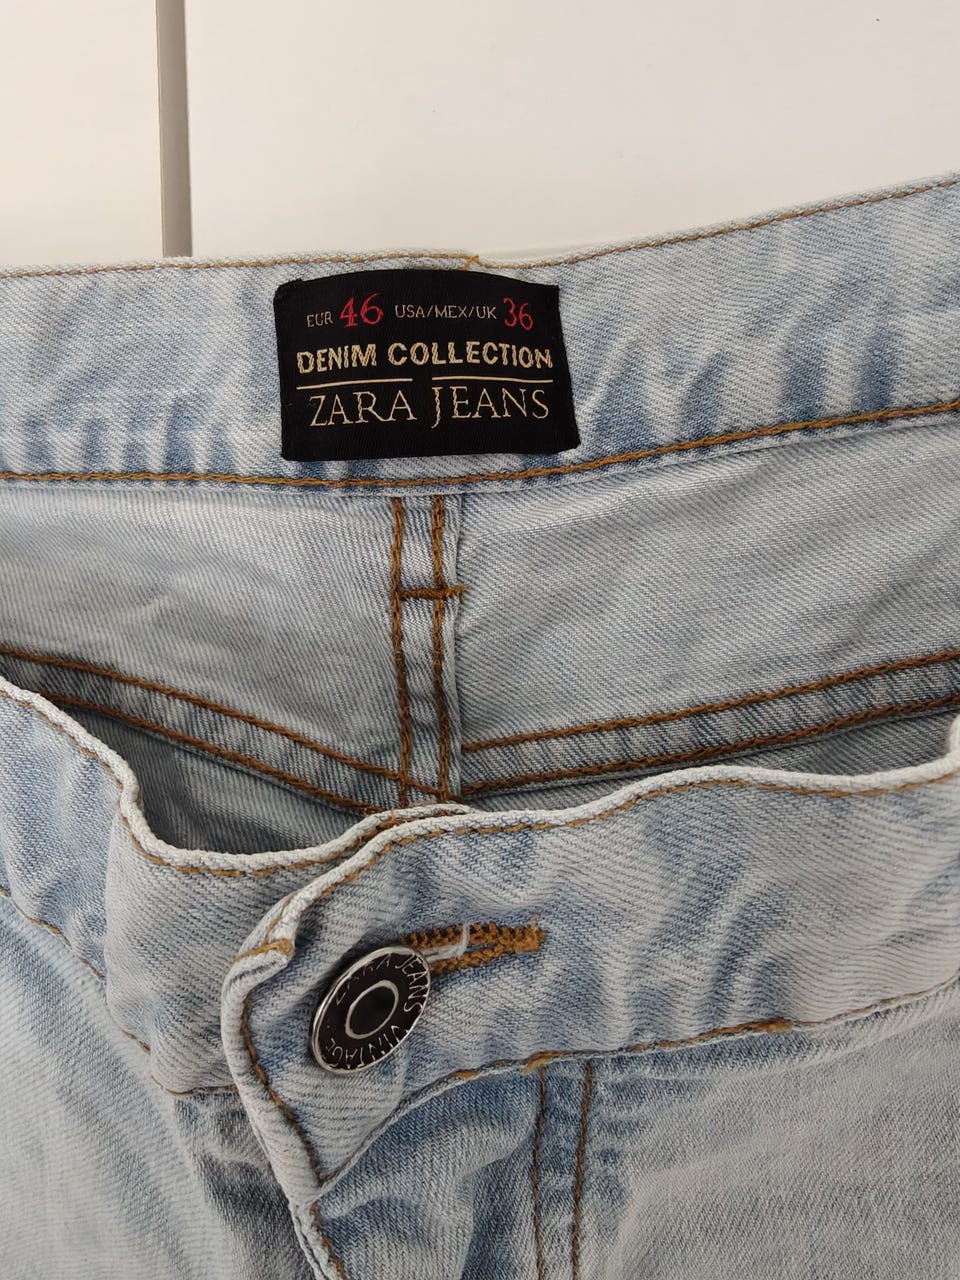 EUR 46 USA/MEX/UK 36
DENIM COLLECTION
ZARA JEANS
ZARA JEANS VINTAGE